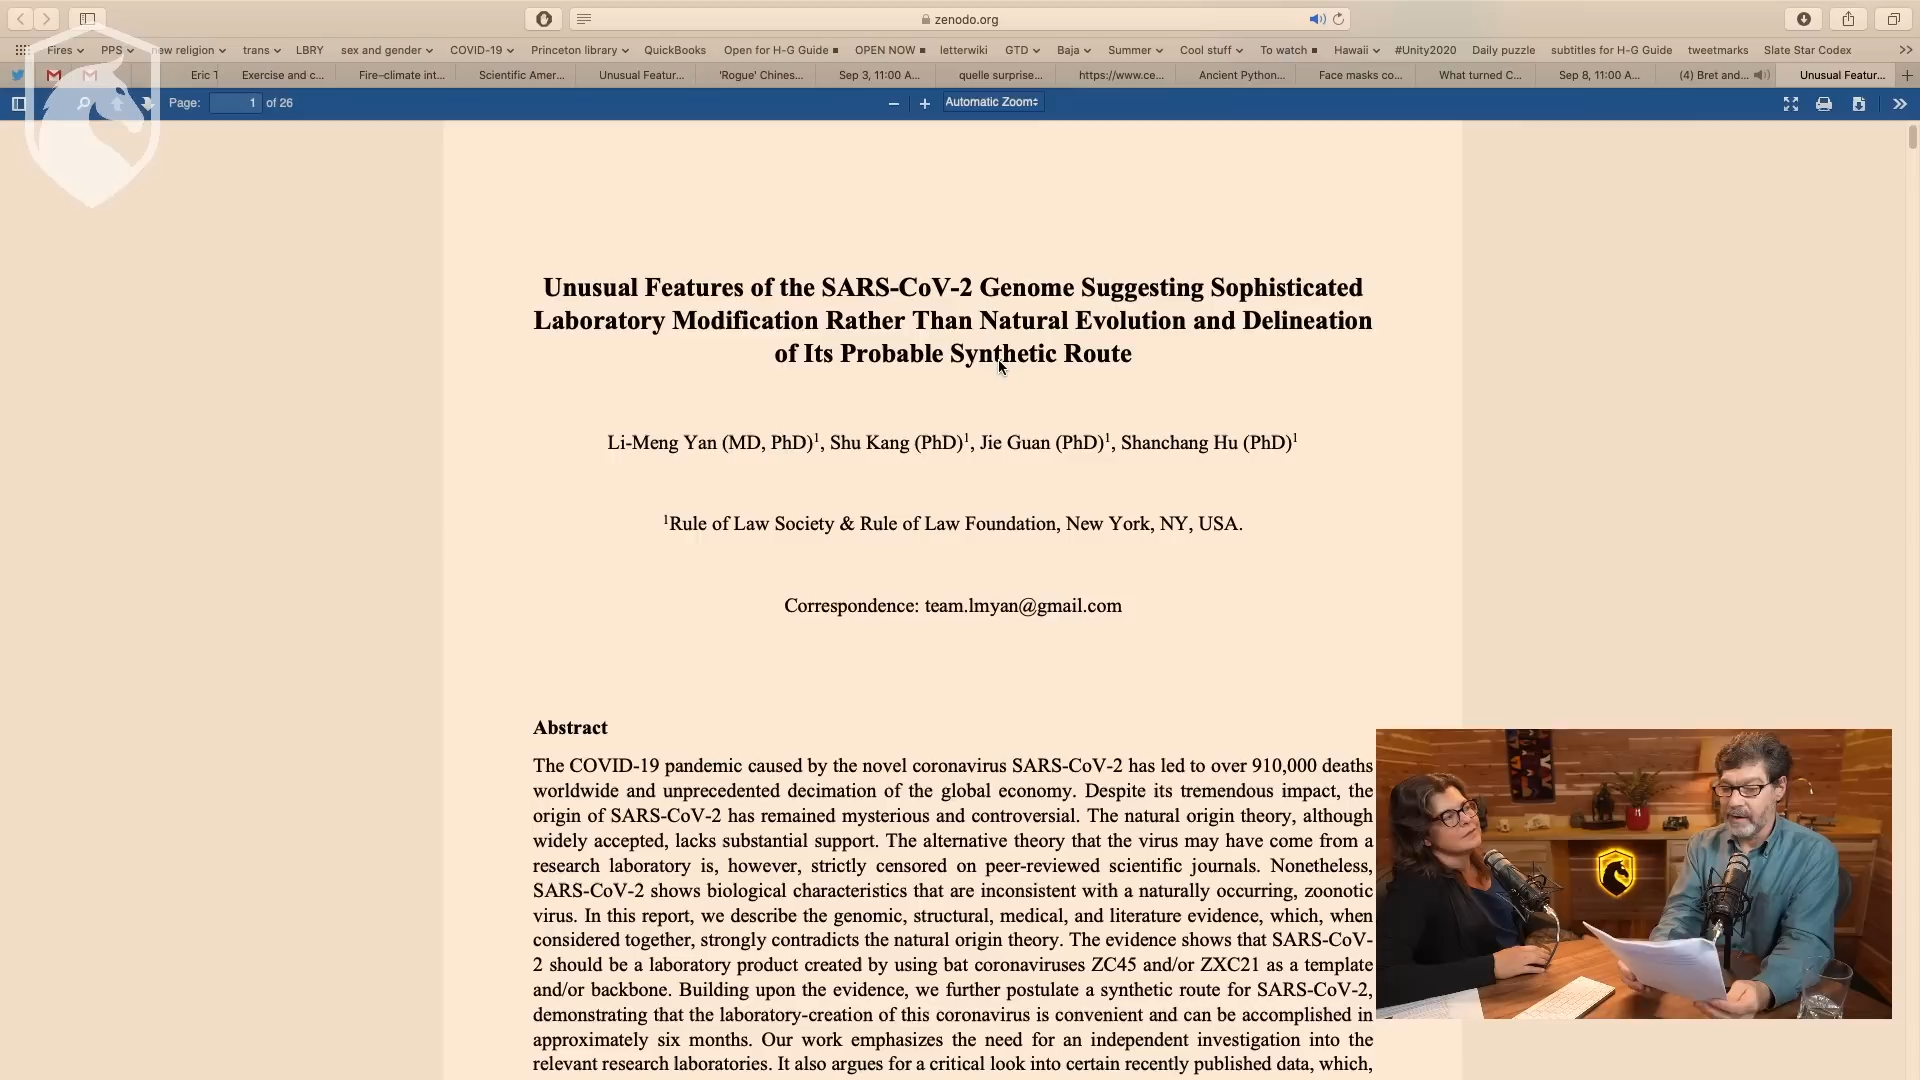 zenodo.org
Fires PPS new religion trans LBRY sex and gender COVID-19 Princeton library QuickBooks Open for H-G Guide OPEN NOW letterwiki GTD Baja Summer Cool stuff To watch Hawaii #Unity2020 Daily puzzle subtitles for H-G Guide tweetmarks Slate Star Codex
Eric T Exercise and c... Fire–climate int... Scientific Amer... Unusual Featur... 'Rogue' Chines... Sep 3, 11:00 A... quelle surprise... https://www.ce... Ancient Python... Face masks co... What turned C... Sep 8, 11:00 A... (4) Bret and... Unusual Featur...
Page: 1 of 26 Automatic Zoom
Unusual Features of the SARS-CoV-2 Genome Suggesting Sophisticated
Laboratory Modification Rather Than Natural Evolution and Delineation
of Its Probable Synthetic Route
Li-Meng Yan (MD, PhD)1, Shu Kang (PhD)1, Jie Guan (PhD)1, Shanchang Hu (PhD)1
1Rule of Law Society & Rule of Law Foundation, New York, NY, USA.
Correspondence: team.lmyan@gmail.com
Abstract
The COVID-19 pandemic caused by the novel coronavirus SARS-CoV-2 has led to over 910,000 deaths
worldwide and unprecedented decimation of the global economy. Despite its tremendous impact, the
origin of SARS-CoV-2 has remained mysterious and controversial. The natural origin theory, although
widely accepted, lacks substantial support. The alternative theory that the virus may have come from a
research laboratory is, however, strictly censored on peer-reviewed scientific journals. Nonetheless,
SARS-CoV-2 shows biological characteristics that are inconsistent with a naturally occurring, zoonotic
virus. In this report, we describe the genomic, structural, medical, and literature evidence, which, when
considered together, strongly contradicts the natural origin theory. The evidence shows that SARS-CoV-
2 should be a laboratory product created by using bat coronaviruses ZC45 and/or ZXC21 as a template
and/or backbone. Building upon the evidence, we further postulate a synthetic route for SARS-CoV-2,
demonstrating that the laboratory-creation of this coronavirus is convenient and can be accomplished in
approximately six months. Our work emphasizes the need for an independent investigation into the
relevant research laboratories. It also argues for a critical look into certain recently published data, which,